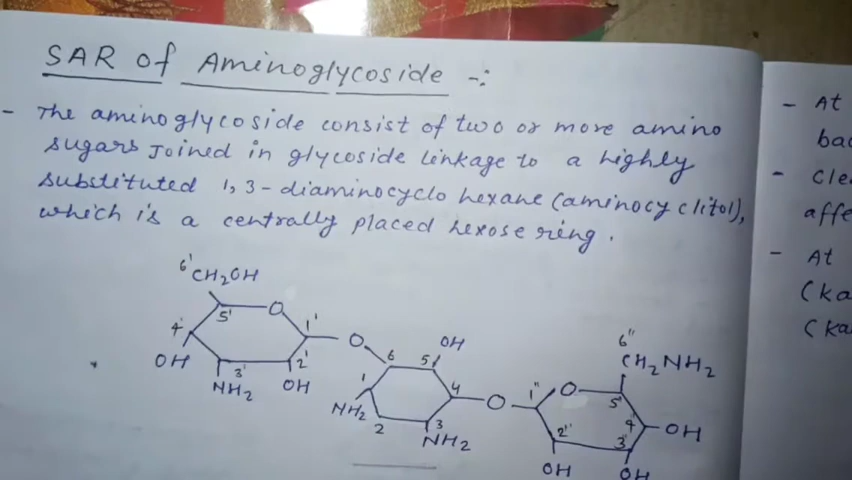 SAR of Aminoglycoside -:
- The aminoglycoside consist of two or more amino
sugars joined in glycoside linkage to a highly
substituted 1,3-diaminocyclo hexane (aminocyclitol),
which is a centrally placed hexose ring.
6' CH2OH
5' O
4' 1' O
OH 3' 2'
NH2 OH
6 5 OH
1 4 O
NH2 2 3
NH2
6"
CH2NH2
1" O 5'
4' OH
2" 3'
OH OH
- At
bac
- Clea
affe
- At
(ka
(ka